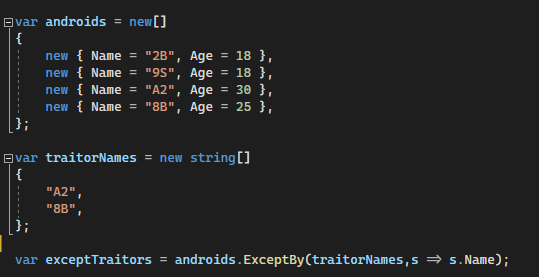 var androids = new[]
{
    new { Name = "2B", Age = 18 },
    new { Name = "9S", Age = 18 },
    new { Name = "A2", Age = 30 },
    new { Name = "8B", Age = 25 },
};
var traitorNames = new string[]
{
    "A2",
    "8B",
};
var exceptTraitors = androids.ExceptBy(traitorNames,s => s.Name);